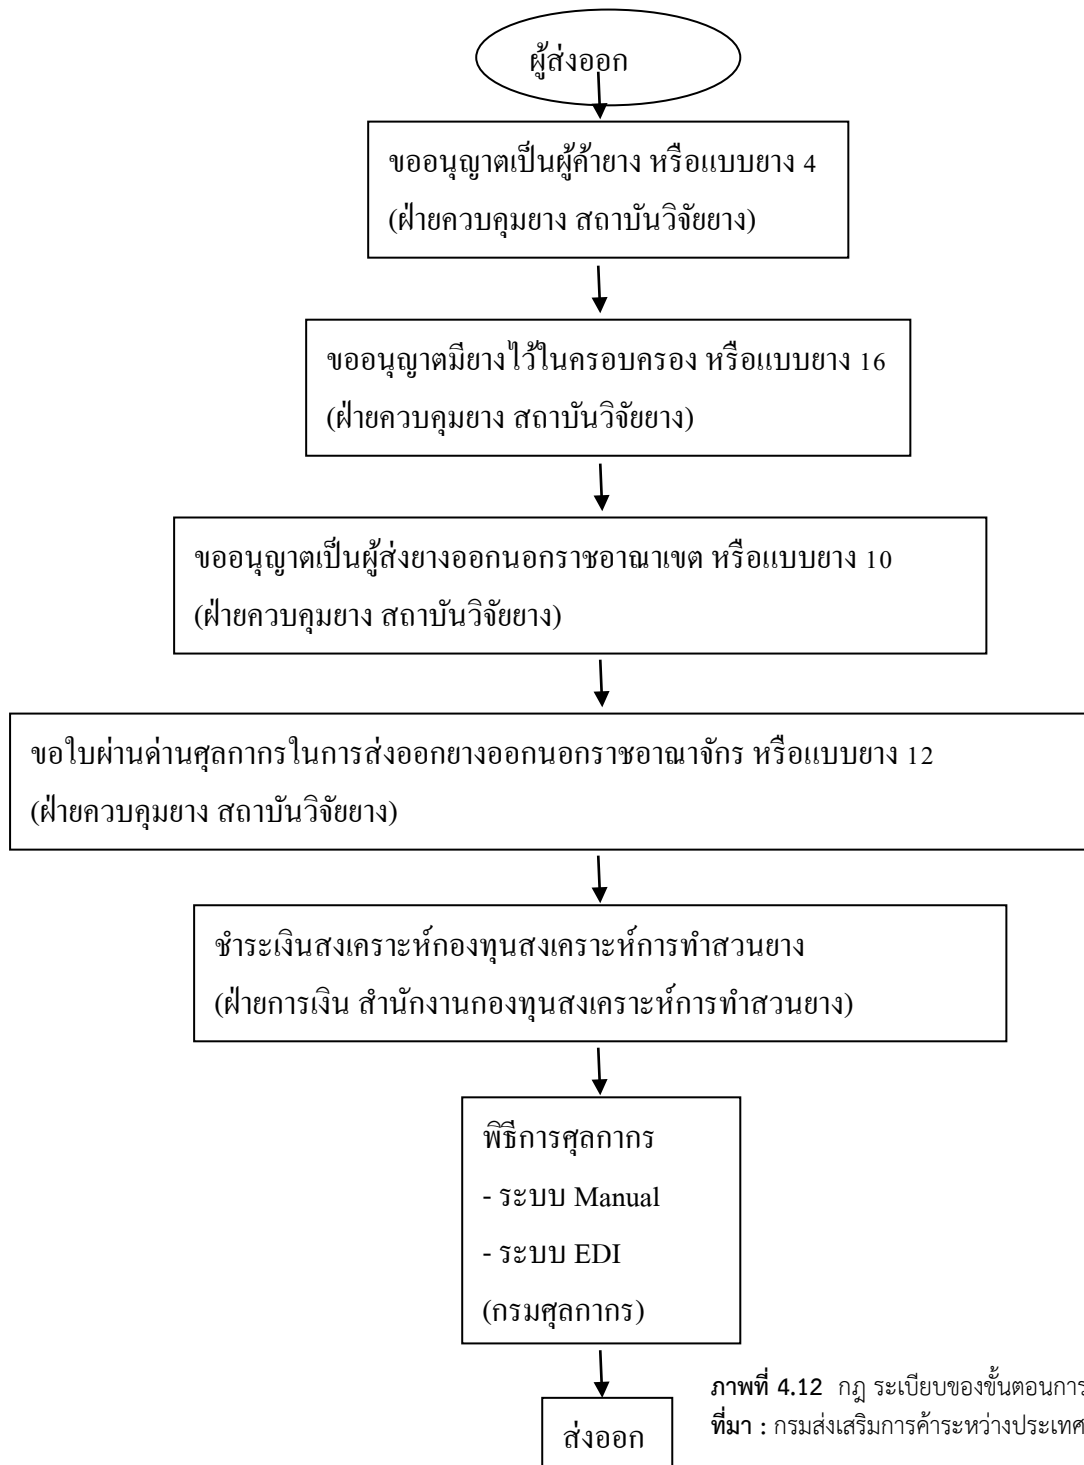 ผู้ส่งออก
ขออนุญาตเป็นผู้ค้ายาง หรือแบบยาง 4
(ฝ่ายควบคุมยาง สถาบันวิจัยยาง)
ขออนุญาตมียางไว้ในครอบครอง หรือแบบยาง 16
(ฝ่ายควบคุมยาง สถาบันวิจัยยาง)
ขออนุญาตเป็นผู้ส่งยางออกนอกราชอาณาเขต หรือแบบยาง 10
(ฝ่ายควบคุมยาง สถาบันวิจัยยาง)
ขอใบผ่านด่านศุลกากรในการส่งออกยางออกนอกราชอาณาจักร หรือแบบยาง 12
(ฝ่ายควบคุมยาง สถาบันวิจัยยาง)
ชำระเงินสงเคราะห์กองทุนสงเคราะห์การทำสวนยาง
(ฝ่ายการเงิน สำนักงานกองทุนสงเคราะห์การทำสวนยาง)
พิธีการศุลกากร
- ระบบ Manual
- ระบบ EDI
(กรมศุลกากร)
ส่งออก
ภาพที่ 4.12 กฎ ระเบียบของขั้นตอนการ
ที่มา : กรมส่งเสริมการค้าระหว่างประเทศ